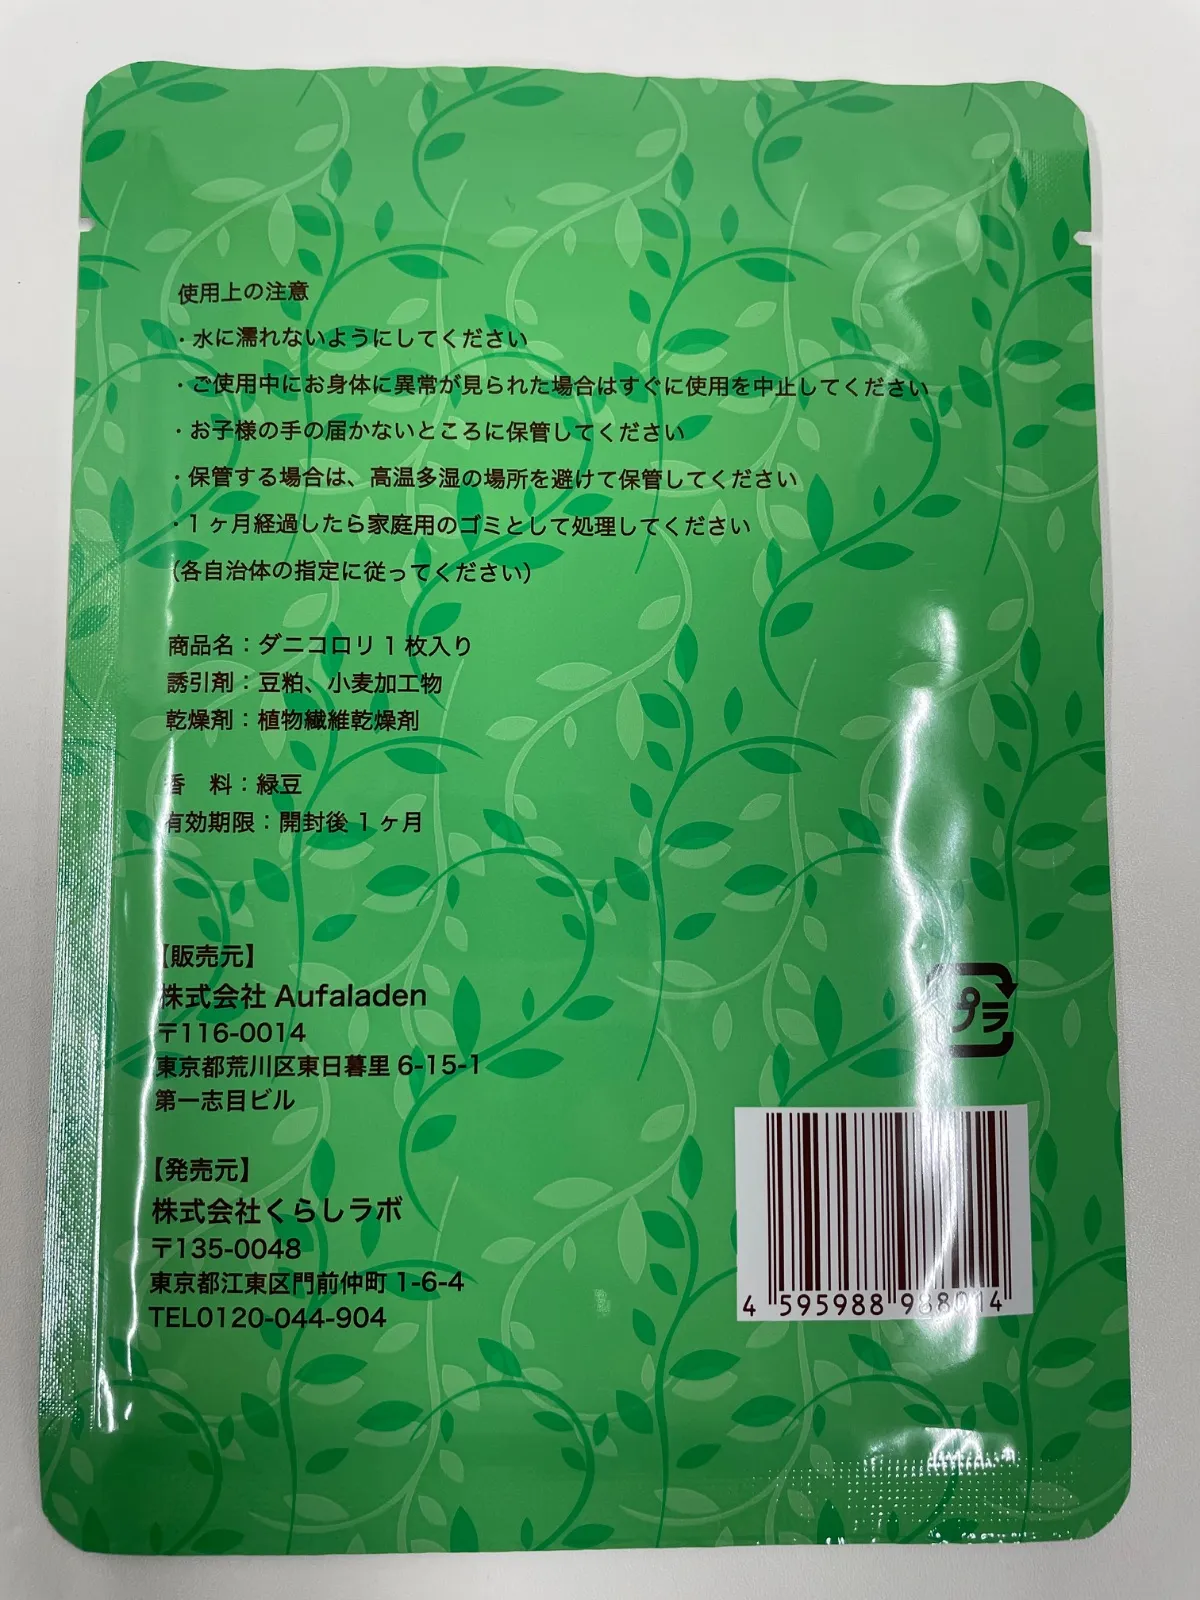 使用上の注意
・水に濡れないようにしてください
・ご使用中にお身体に異常が見られた場合はすぐに使用を中止してください
・お子様の手の届かないところに保管してください
・保管する場合は、高温多湿の場所を避けて保管してください
・1ヶ月経過したら家庭用のゴミとして処理してください
(各自治体の指定に従ってください)
商品名：ダニコロリ1枚入り
誘引剤：豆粕、小麦加工物
乾燥剤：植物繊維乾燥剤
香　料：緑豆
有効期限：開封後1ヶ月
【販売元】
株式会社 Aufaladen
〒116-0014
東京都荒川区東日暮里 6-15-1
第一志目ビル
プラ
【発売元】
株式会社くらしラボ
〒135-0048
東京都江東区門前仲町 1-6-4
TEL0120-044-904
4 595988 988014